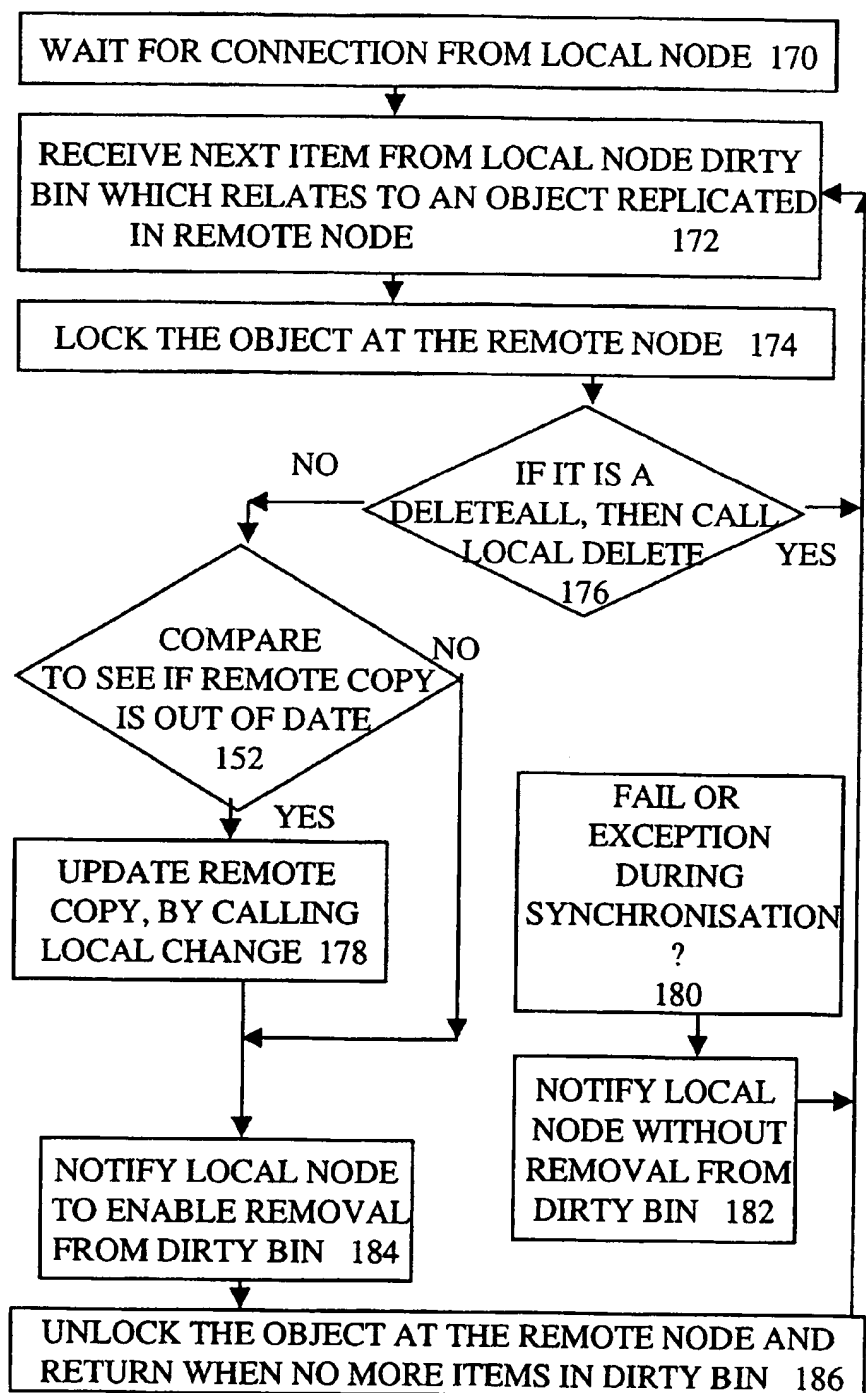 WAIT FOR CONNECTION FROM LOCAL NODE 170
RECEIVE NEXT ITEM FROM LOCAL NODE DIRTY
BIN WHICH RELATES TO AN OBJECT REPLICATED
IN REMOTE NODE 172
LOCK THE OBJECT AT THE REMOTE NODE 174
NO
IF IT IS A
DELETEALL, THEN CALL
LOCAL DELETE
176
YES
COMPARE
TO SEE IF REMOTE COPY
IS OUT OF DATE
152
NO
YES
UPDATE REMOTE
COPY, BY CALLING
LOCAL CHANGE 178
FAIL OR
EXCEPTION
DURING
SYNCHRONISATION
?
180
NOTIFY LOCAL
NODE WITHOUT
REMOVAL FROM
DIRTY BIN 182
NOTIFY LOCAL NODE
TO ENABLE REMOVAL
FROM DIRTY BIN 184
UNLOCK THE OBJECT AT THE REMOTE NODE AND
RETURN WHEN NO MORE ITEMS IN DIRTY BIN 186